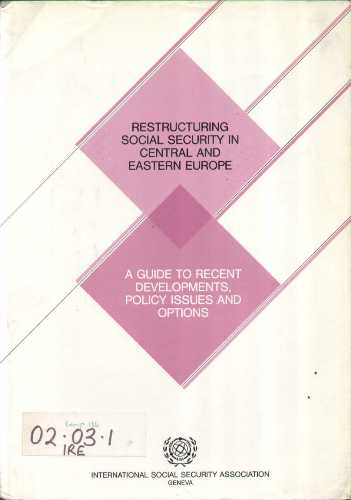 RESTRUCTURING
SOCIAL SECURITY IN
CENTRAL AND
EASTERN EUROPE
A GUIDE TO RECENT
DEVELOPMENTS,
POLICY ISSUES AND
OPTIONS
02.03.1
IRE
INTERNATIONAL SOCIAL SECURITY ASSOCIATION
GENEVA